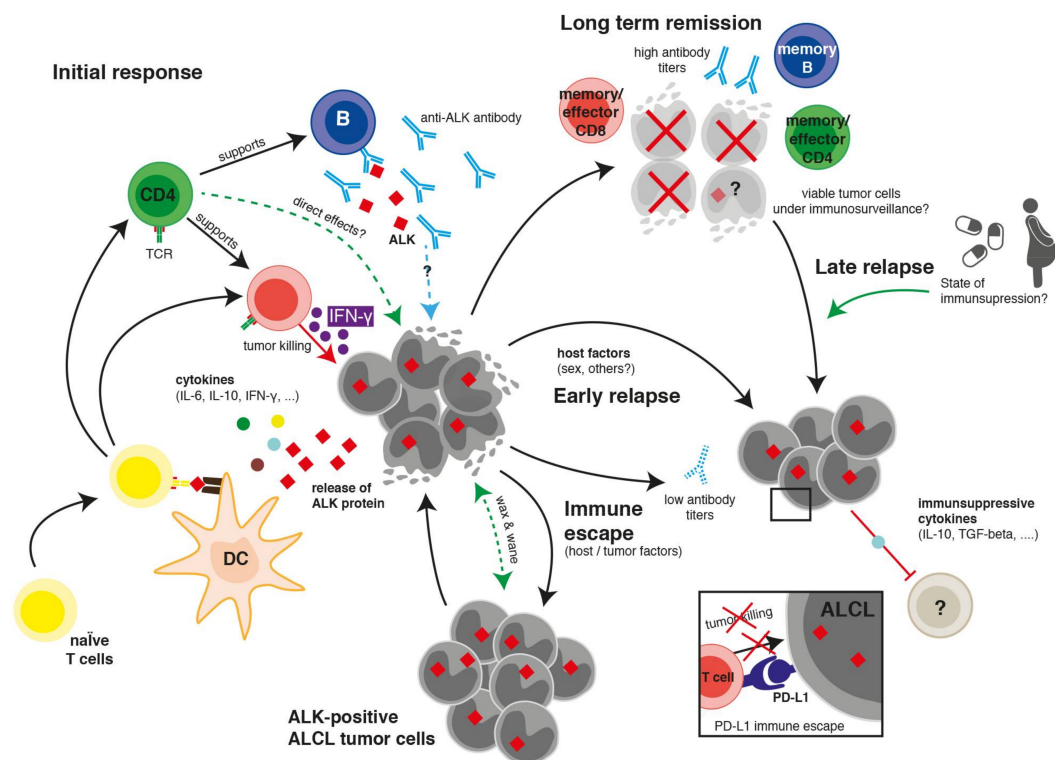 Long term remission
Initial response
high antibody
titers
memory
B
memory/
effector
CD8
memory/
effector
CD4
B
anti-ALK antibody
supports
CD4
TCR
supports
direct effects?
ALK
?
?
viable tumor cells
under immunosurveillance?
Late relapse
State of
immunsupression?
IFN-γ
tumor killing
cytokines
(IL-6, IL-10, IFN-γ, ...)
host factors
(sex, others?)
Early relapse
release of
ALK protein
DC
wax & wane
Immune
escape
(host / tumor factors)
low antibody
titers
immunsuppressive
cytokines
(IL-10, TGF-beta, ....)
?
naÏve
T cells
ALK-positive
ALCL tumor cells
ALCL
tumor killing
T cell
PD-L1
PD-L1 immune escape